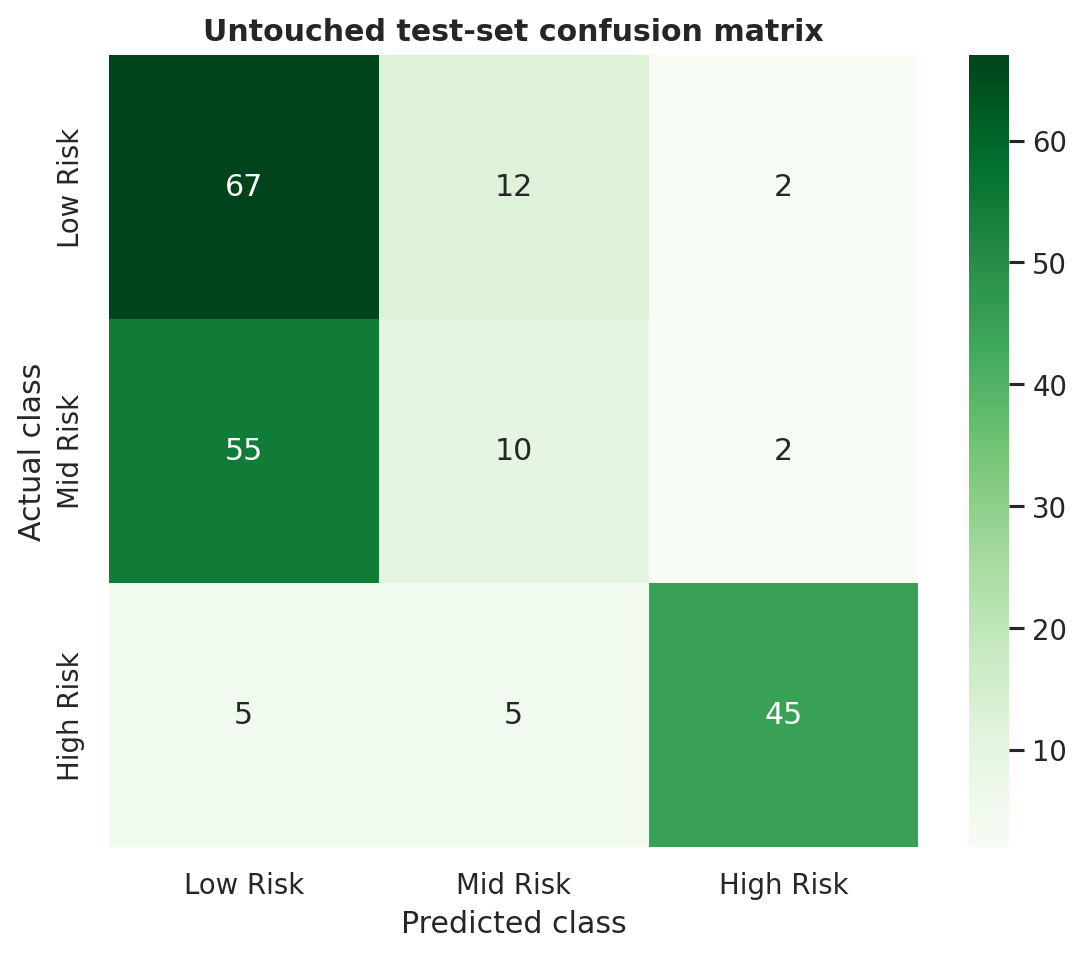 Untouched test-set confusion matrix
Actual class
Low Risk
67 12 2
Mid Risk
55 10 2
High Risk
5 5 45
Low Risk Mid Risk High Risk
Predicted class
60
50
40
30
20
10